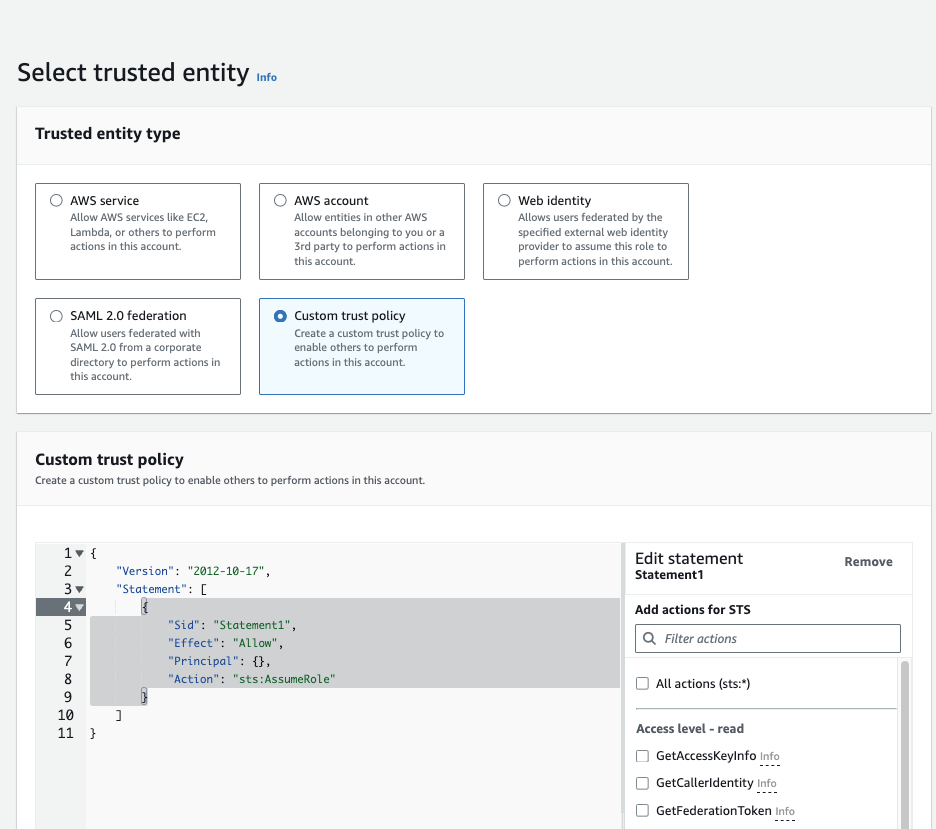 Select trusted entity Info
Trusted entity type
AWS service
Allow AWS services like EC2,
Lambda, or others to perform
actions in this account.
AWS account
Allow entities in other AWS
accounts belonging to you or a
3rd party to perform actions in
this account.
Web identity
Allows users federated by the
specified external web identity
provider to assume this role to
perform actions in this account.
SAML 2.0 federation
Allow users federated with
SAML 2.0 from a corporate
directory to perform actions in
this account.
Custom trust policy
Create a custom trust policy to
enable others to perform
actions in this account.
Custom trust policy
Create a custom trust policy to enable others to perform actions in this account.
1 {
2 "Version": "2012-10-17",
3 "Statement": [
4 {
5 "Sid": "Statement1",
6 "Effect": "Allow",
7 "Principal": {},
8 "Action": "sts:AssumeRole"
9 }
10 ]
11 }
Edit statement Remove
Statement1
Add actions for STS
Filter actions
All actions (sts:*)
Access level - read
GetAccessKeyInfo Info
GetCallerIdentity Info
GetFederationToken Info